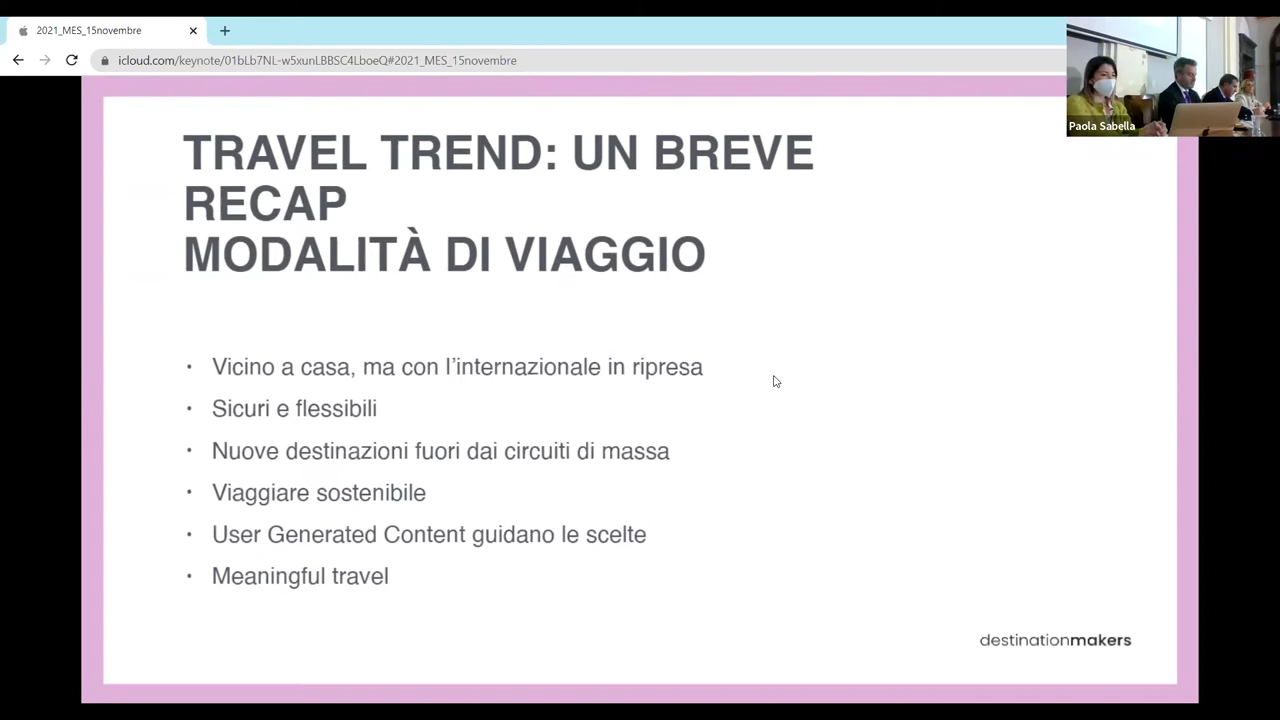 2021_MES_15novembre
icloud.com/keynote/01bLb7NL-w5xunLBBSC4LboeQ#2021_MES_15novembre
Paola Sabella
TRAVEL TREND: UN BREVE
RECAP
MODALITÀ DI VIAGGIO
• Vicino a casa, ma con l'internazionale in ripresa
• Sicuri e flessibili
• Nuove destinazioni fuori dai circuiti di massa
• Viaggiare sostenibile
• User Generated Content guidano le scelte
• Meaningful travel
destinationmakers